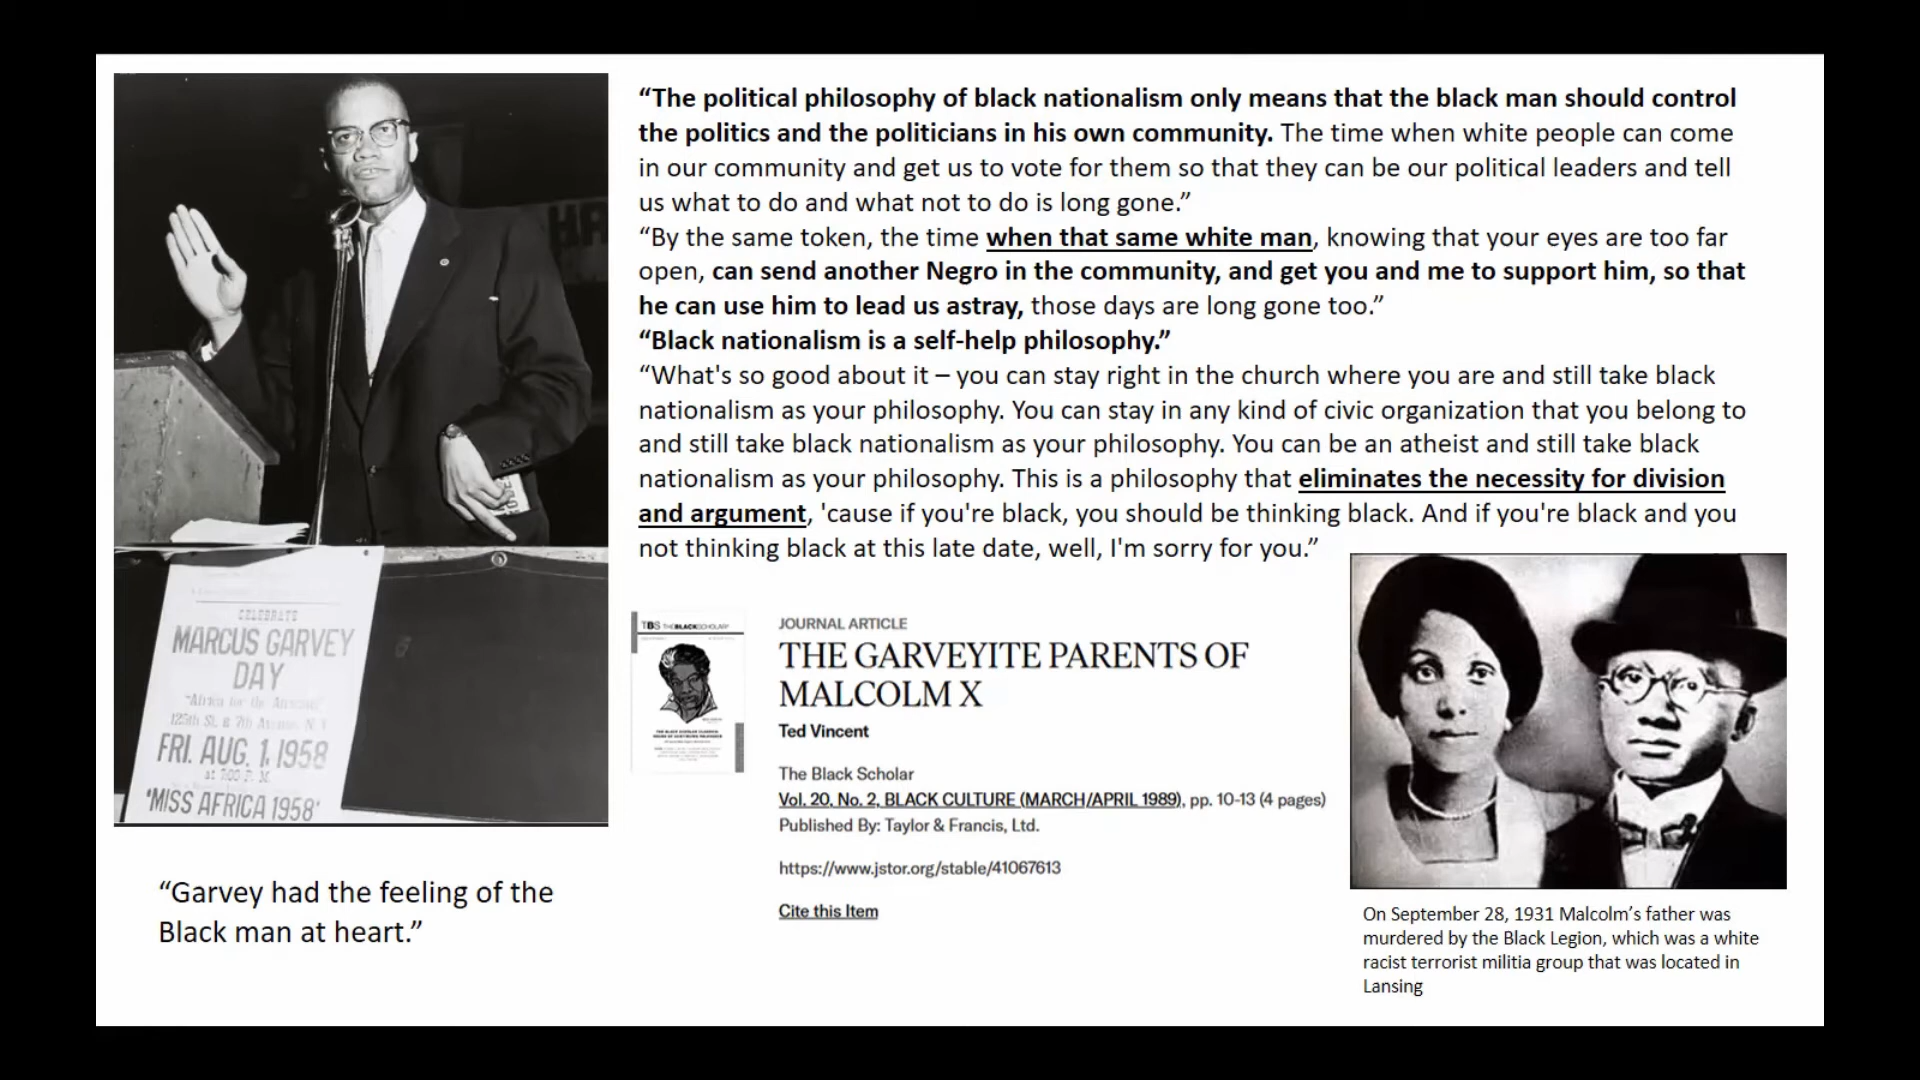 “The political philosophy of black nationalism only means that the black man should control
the politics and the politicians in his own community. The time when white people can come
in our community and get us to vote for them so that they can be our political leaders and tell
us what to do and what not to do is long gone.”
“By the same token, the time when that same white man, knowing that your eyes are too far
open, can send another Negro in the community, and get you and me to support him, so that
he can use him to lead us astray, those days are long gone too.”
“Black nationalism is a self-help philosophy.”
“What's so good about it – you can stay right in the church where you are and still take black
nationalism as your philosophy. You can stay in any kind of civic organization that you belong to
and still take black nationalism as your philosophy. You can be an atheist and still take black
nationalism as your philosophy. This is a philosophy that eliminates the necessity for division
and argument, 'cause if you're black, you should be thinking black. And if you're black and you
not thinking black at this late date, well, I'm sorry for you.”
CELEBRATE
MARCUS GARVEY
DAY
125th St. & 7th Avenue N. Y.
FRI. AUG. 1, 1958
at 7:00 P. M.
'MISS AFRICA 1958'
“Garvey had the feeling of the
Black man at heart.”
TBS THE BLACK SCHOLAR
JOURNAL ARTICLE
THE GARVEYITE PARENTS OF
MALCOLM X
Ted Vincent
The Black Scholar
Vol. 20, No. 2, BLACK CULTURE (MARCH/APRIL 1989), pp. 10-13 (4 pages)
Published By: Taylor & Francis, Ltd.
https://www.jstor.org/stable/41067613
Cite this Item
On September 28, 1931 Malcolm’s father was
murdered by the Black Legion, which was a white
racist terrorist militia group that was located in
Lansing